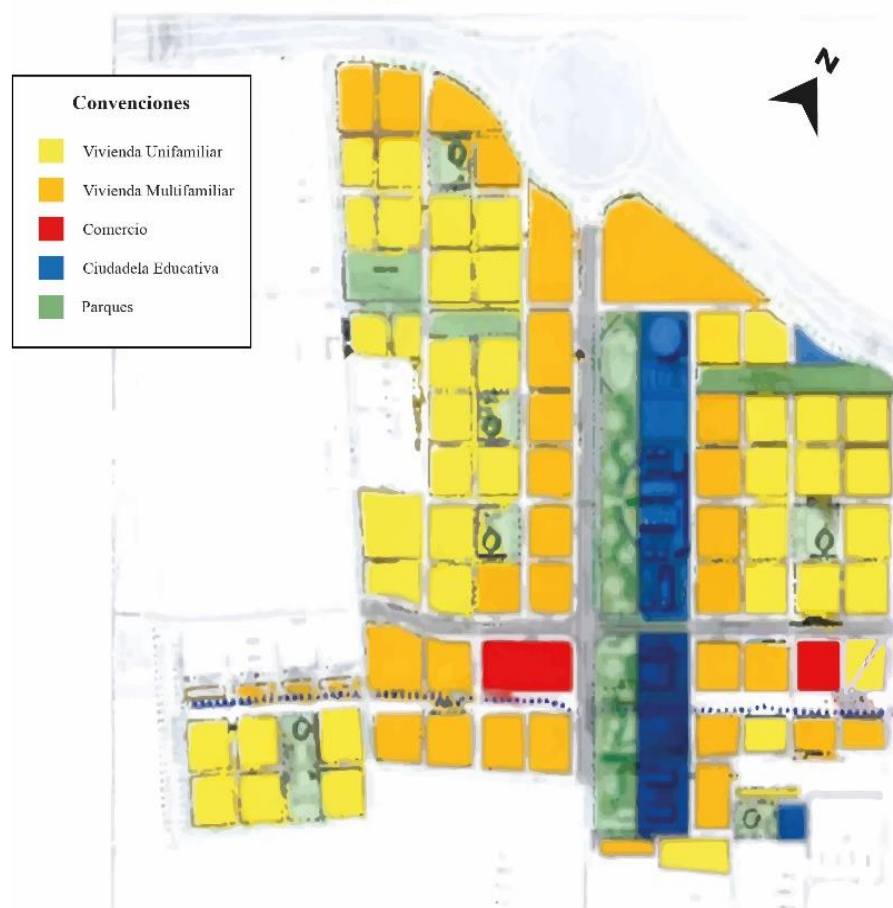 N
Convenciones
Vivienda Unifamiliar
Vivienda Multifamiliar
Comercio
Ciudadela Educativa
Parques